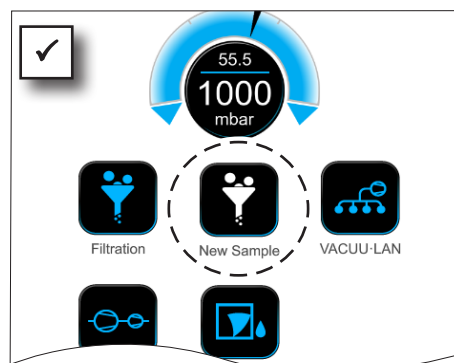 55.5
1000
mbar
Filtration
New Sample
VACUU·LAN